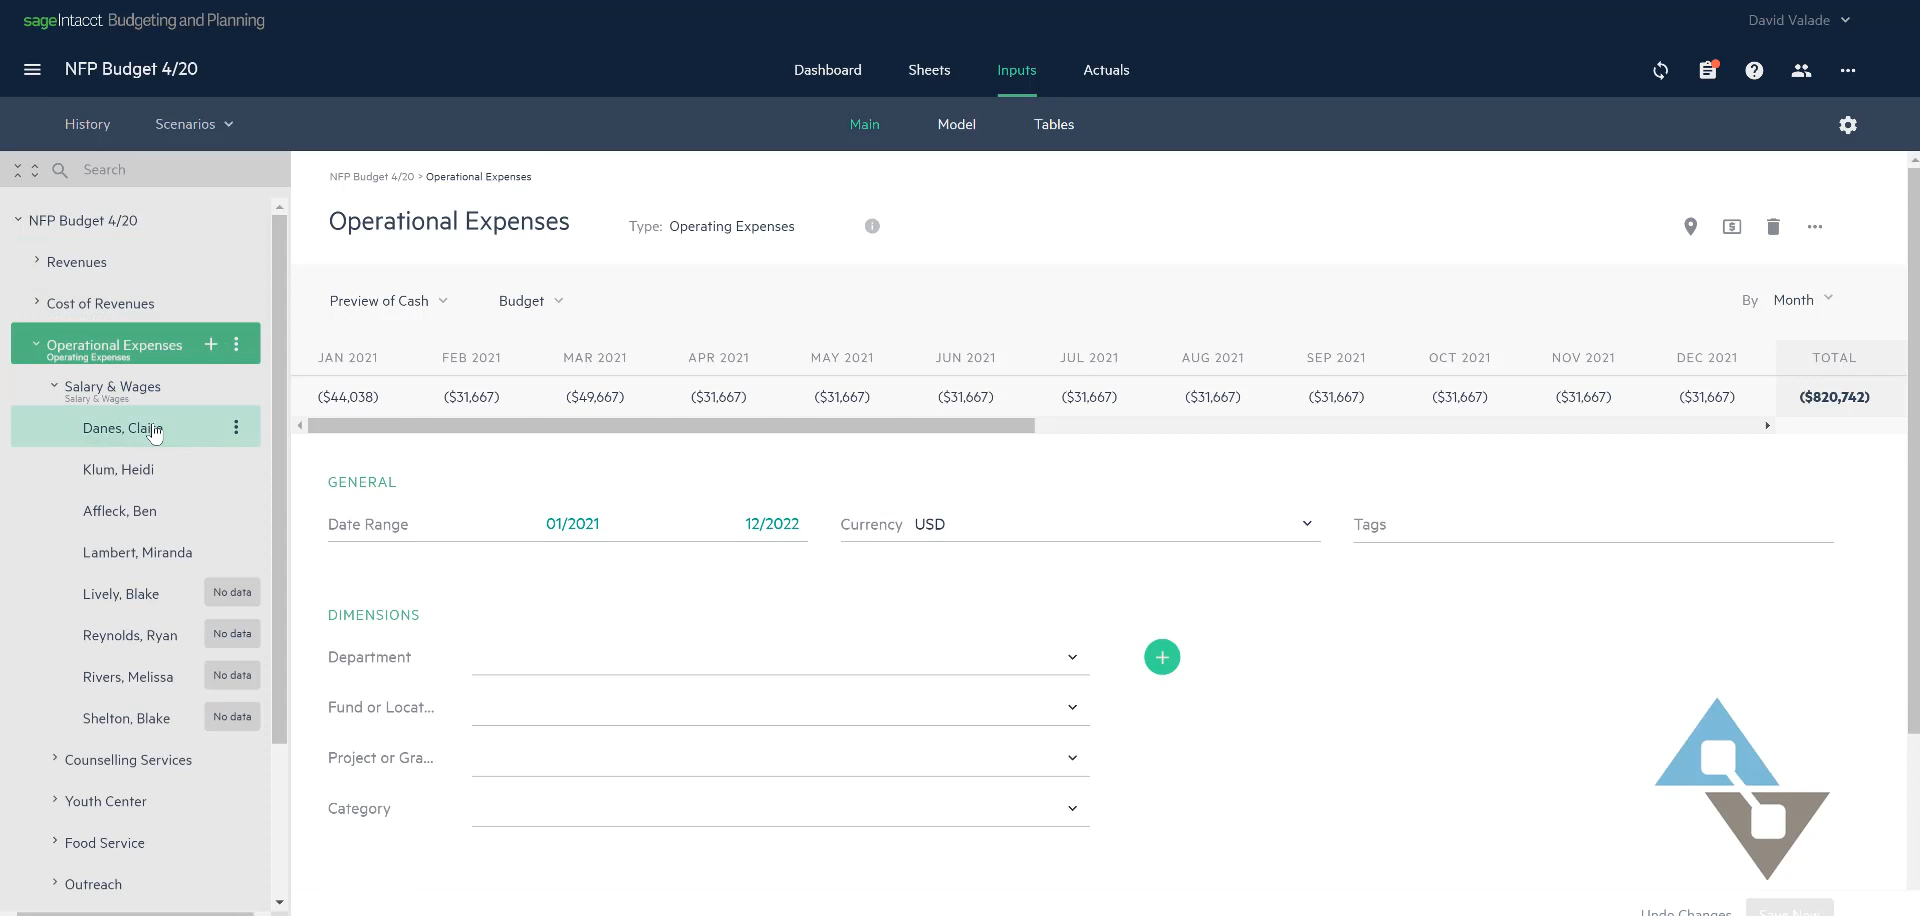 sageIntacct Budgeting and Planning
David Valade
NFP Budget 4/20
Dashboard Sheets Inputs Actuals
History Scenarios
Main Model Tables
Search
NFP Budget 4/20
Revenues
Cost of Revenues
Operational Expenses
Operating Expenses
Salary & Wages
Salary & Wages
Danes, Claire
Klum, Heidi
Affleck, Ben
Lambert, Miranda
Lively, Blake No data
Reynolds, Ryan No data
Rivers, Melissa No data
Shelton, Blake No data
Counselling Services
Youth Center
Food Service
Outreach
NFP Budget 4/20 > Operational Expenses
Operational Expenses Type: Operating Expenses
Preview of Cash Budget By Month
JAN 2021 FEB 2021 MAR 2021 APR 2021 MAY 2021 JUN 2021 JUL 2021 AUG 2021 SEP 2021 OCT 2021 NOV 2021 DEC 2021 TOTAL
($44,038) ($31,667) ($49,667) ($31,667) ($31,667) ($31,667) ($31,667) ($31,667) ($31,667) ($31,667) ($31,667) ($31,667) ($820,742)
GENERAL
Date Range 01/2021 12/2022 Currency USD Tags
DIMENSIONS
Department
Fund or Locat...
Project or Gra...
Category
Undo Changes Save Now